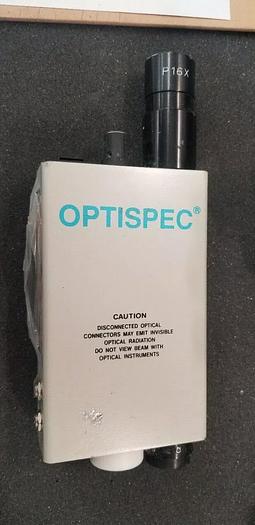 P16X
OPTISPEC®
CAUTION
DISCONNECTED OPTICAL
CONNECTORS MAY EMIT INVISIBLE
OPTICAL RADIATION
DO NOT VIEW BEAM WITH
OPTICAL INSTRUMENTS